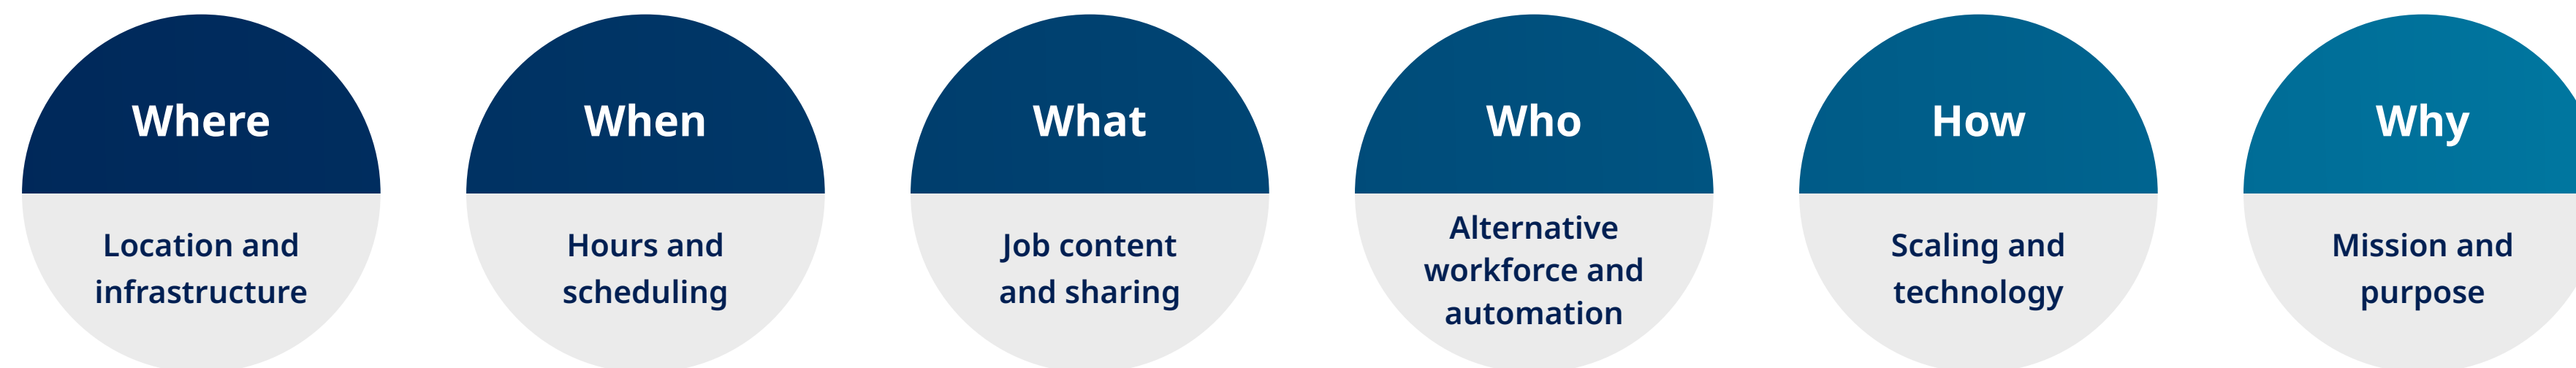 Where
Location and
infrastructure
When
Hours and
scheduling
What
Job content
and sharing
Who
Alternative
workforce and
automation
How
Scaling and
technology
Why
Mission and
purpose